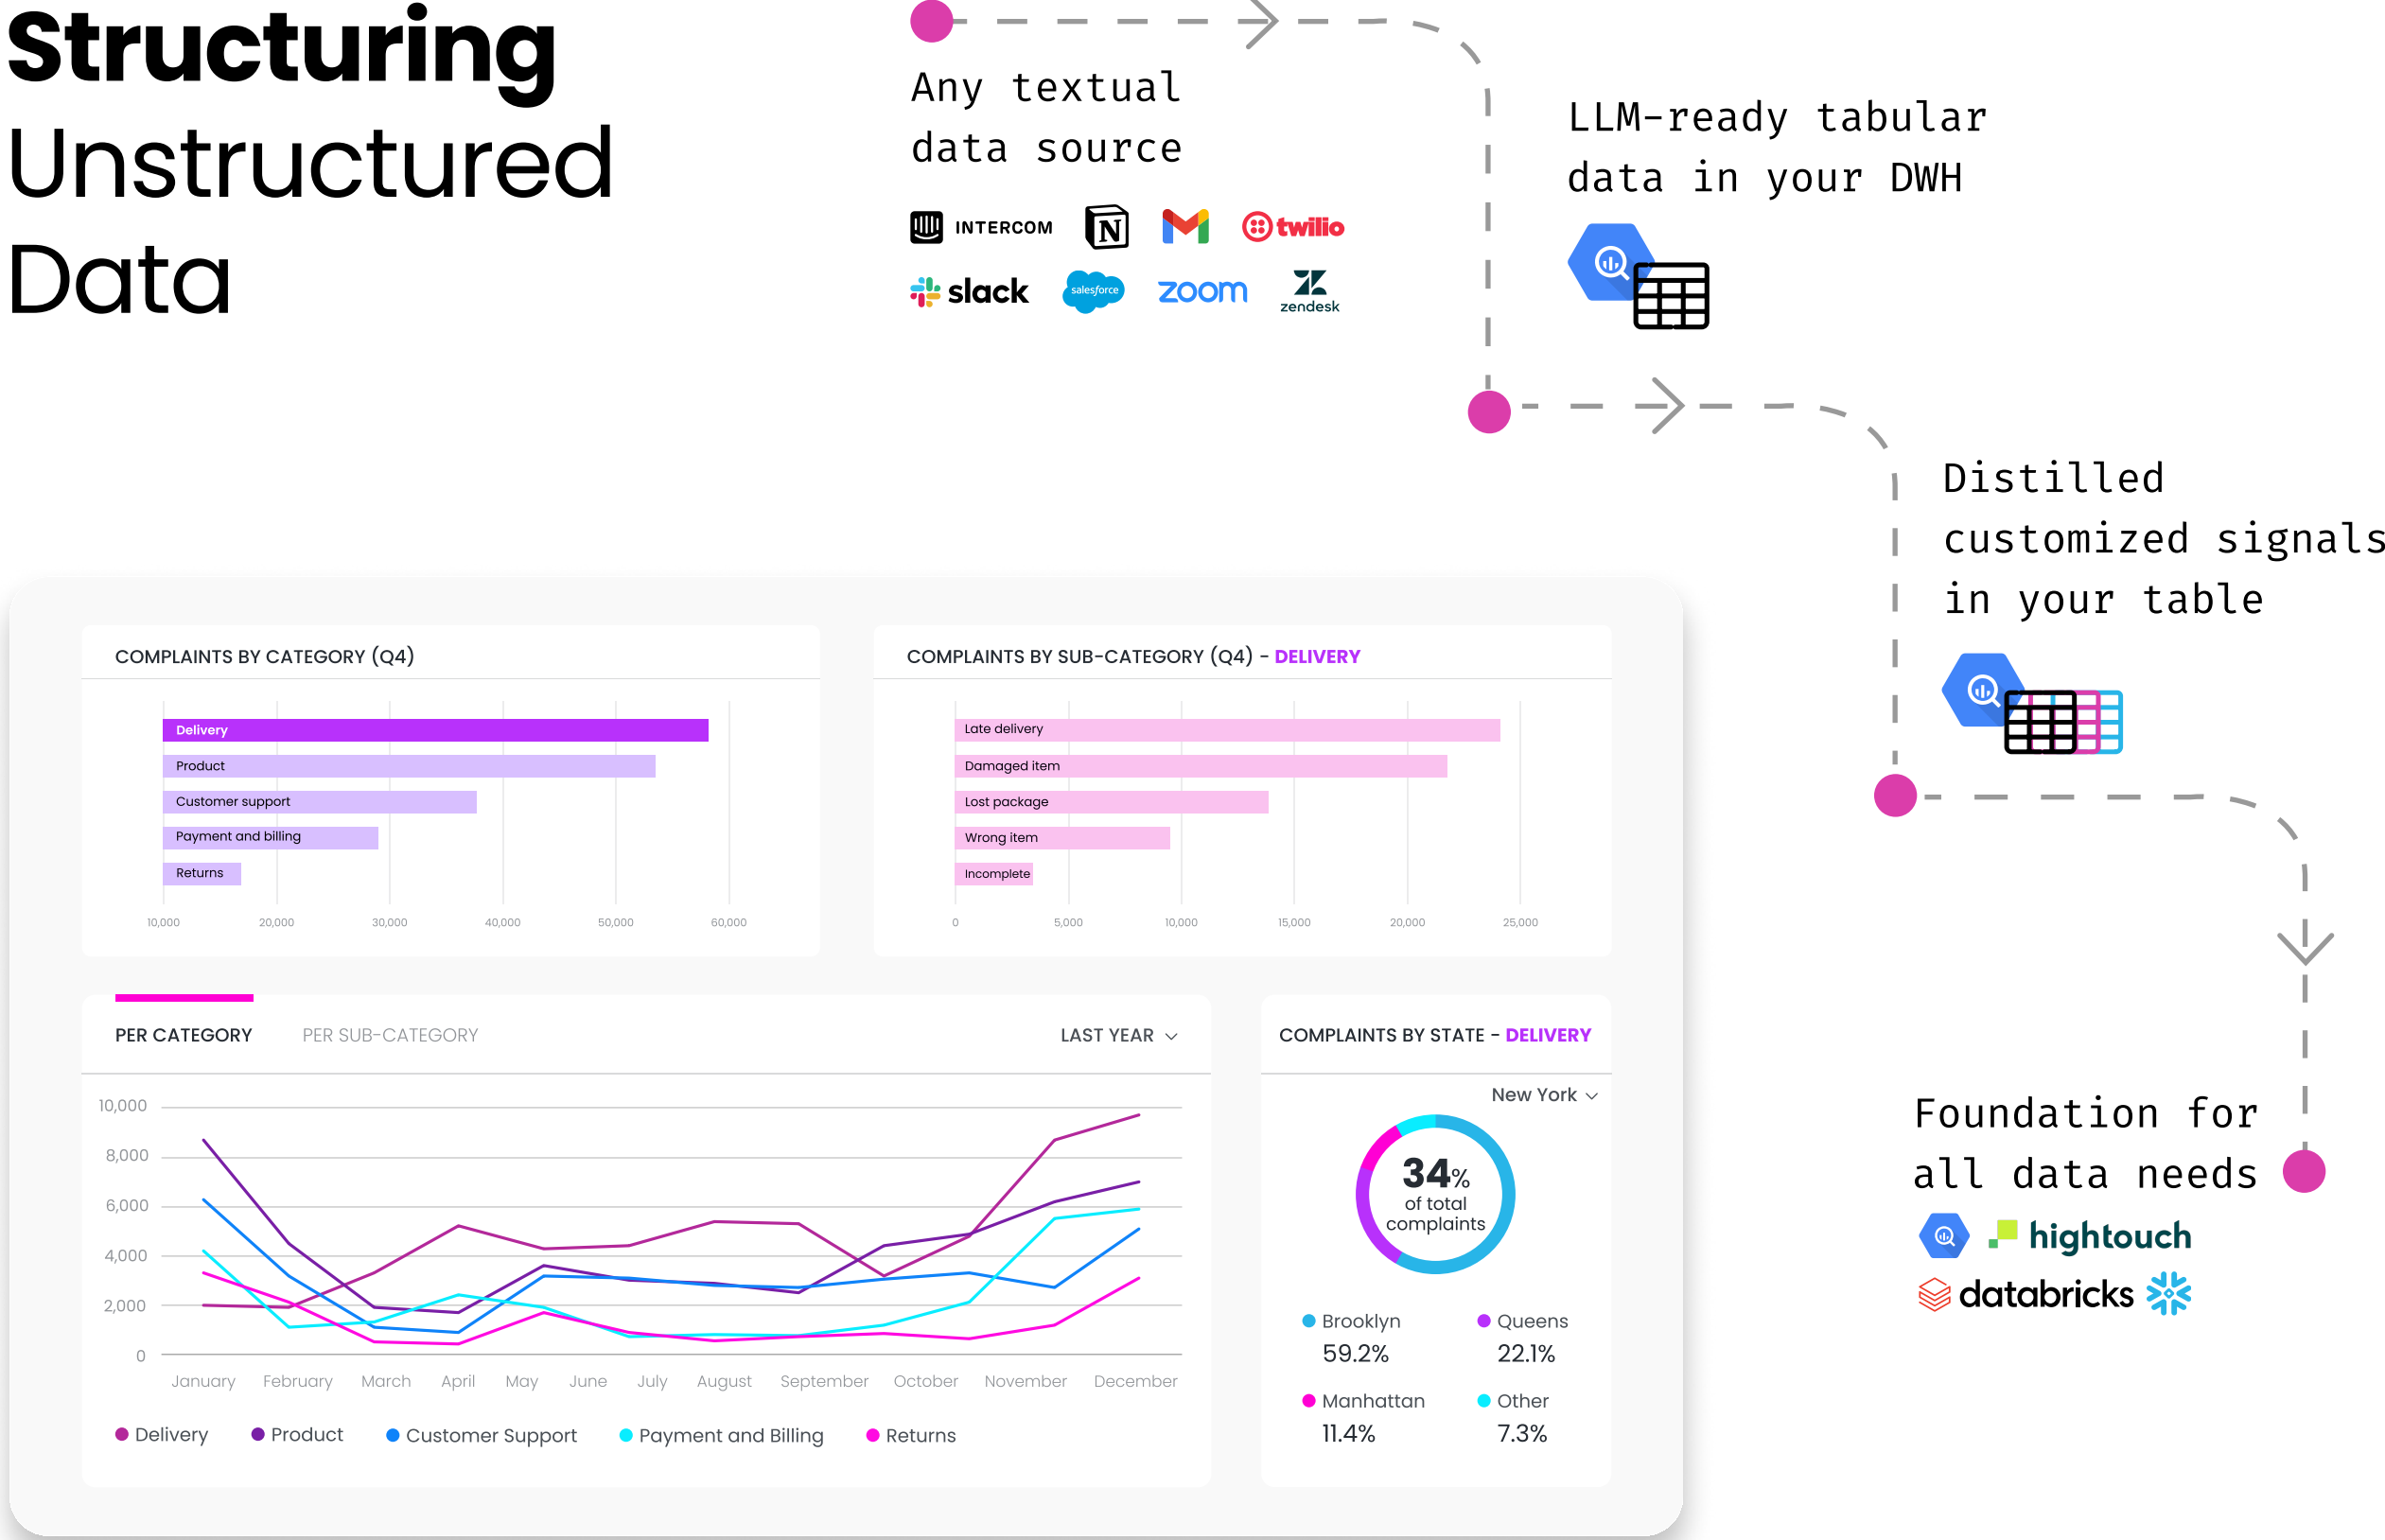 Structuring
Unstructured
Data
Any textual
data source
INTERCOM
N
twilio
slack
salesforce
zoom
zendesk
LLM-ready tabular
data in your DWH
Distilled
customized signals
in your table
Foundation for
all data needs
hightouch
databricks
COMPLAINTS BY CATEGORY (Q4)
Delivery
Product
Customer support
Payment and billing
Returns
10,000 20,000 30,000 40,000 50,000 60,000
COMPLAINTS BY SUB-CATEGORY (Q4) - DELIVERY
Late delivery
Damaged item
Lost package
Wrong item
Incomplete
0 5,000 10,000 15,000 20,000 25,000
PER CATEGORY PER SUB-CATEGORY LAST YEAR
10,000
8,000
6,000
4,000
2,000
0
January February March April May June July August September October November December
Delivery Product Customer Support Payment and Billing Returns
COMPLAINTS BY STATE - DELIVERY
New York
34%
of total
complaints
Brooklyn Queens
59.2% 22.1%
Manhattan Other
11.4% 7.3%